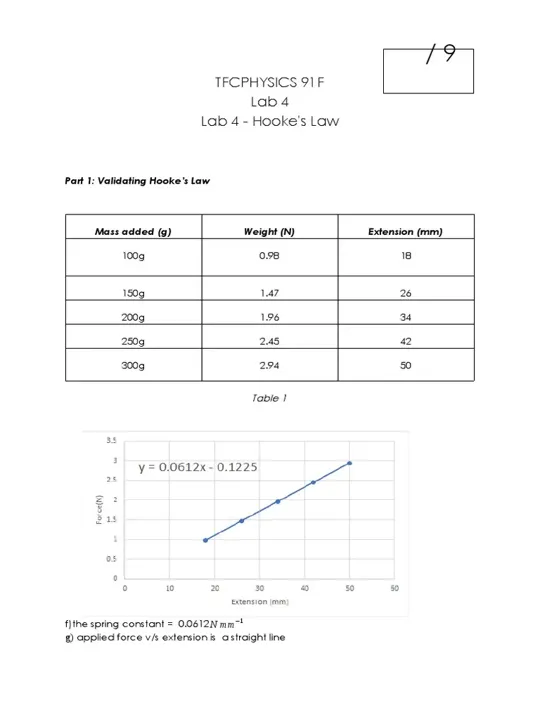 / 9
TFCPHYSICS 91F
Lab 4
Lab 4 - Hooke's Law
Part 1: Validating Hooke's Law
Mass added (g) Weight (N) Extension (mm)
100g 0.98 18
150g 1.47 26
200g 1.96 34
250g 2.45 42
300g 2.94 50
Table 1
3.5
3
2.5
2
1.5
1
0.5
0
Force(N)
y = 0.0612x - 0.1225
0 10 20 30 40 50 60
Extension (mm)
f)the spring constant = 0.0612N mm⁻¹
g) applied force v/s extension is a straight line